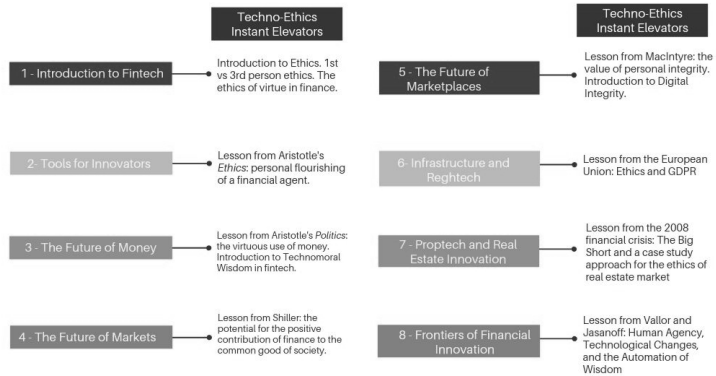 Techno-Ethics
Instant Elevators
1 - Introduction to Fintech
Introduction to Ethics. 1st
vs 3rd person ethics. The
ethics of virtue in finance.
2- Tools for Innovators
Lesson from Aristotle's
Ethics: personal flourishing
of a financial agent.
3 - The Future of Money
Lesson from Aristotle's Politics:
the virtuous use of money.
Introduction to Technomoral
Wisdom in fintech.
4 - The Future of Markets
Lesson from Shiller: the
potential for the positive
contribution of finance to the
common good of society.
Techno-Ethics
Instant Elevators
5 - The Future of
Marketplaces
Lesson from MacIntyre: the
value of personal integrity.
Introduction to Digital
Integrity.
6- Infrastructure and
Reghtech
Lesson from the European
Union: Ethics and GDPR
7 - Proptech and Real
Estate Innovation
Lesson from the 2008
financial crisis: The Big
Short and a case study
approach for the ethics of
real estate market
8 - Frontiers of Financial
Innovation
Lesson from Vallor and
Jasanoff: Human Agency,
Technological Changes,
and the Automation of
Wisdom